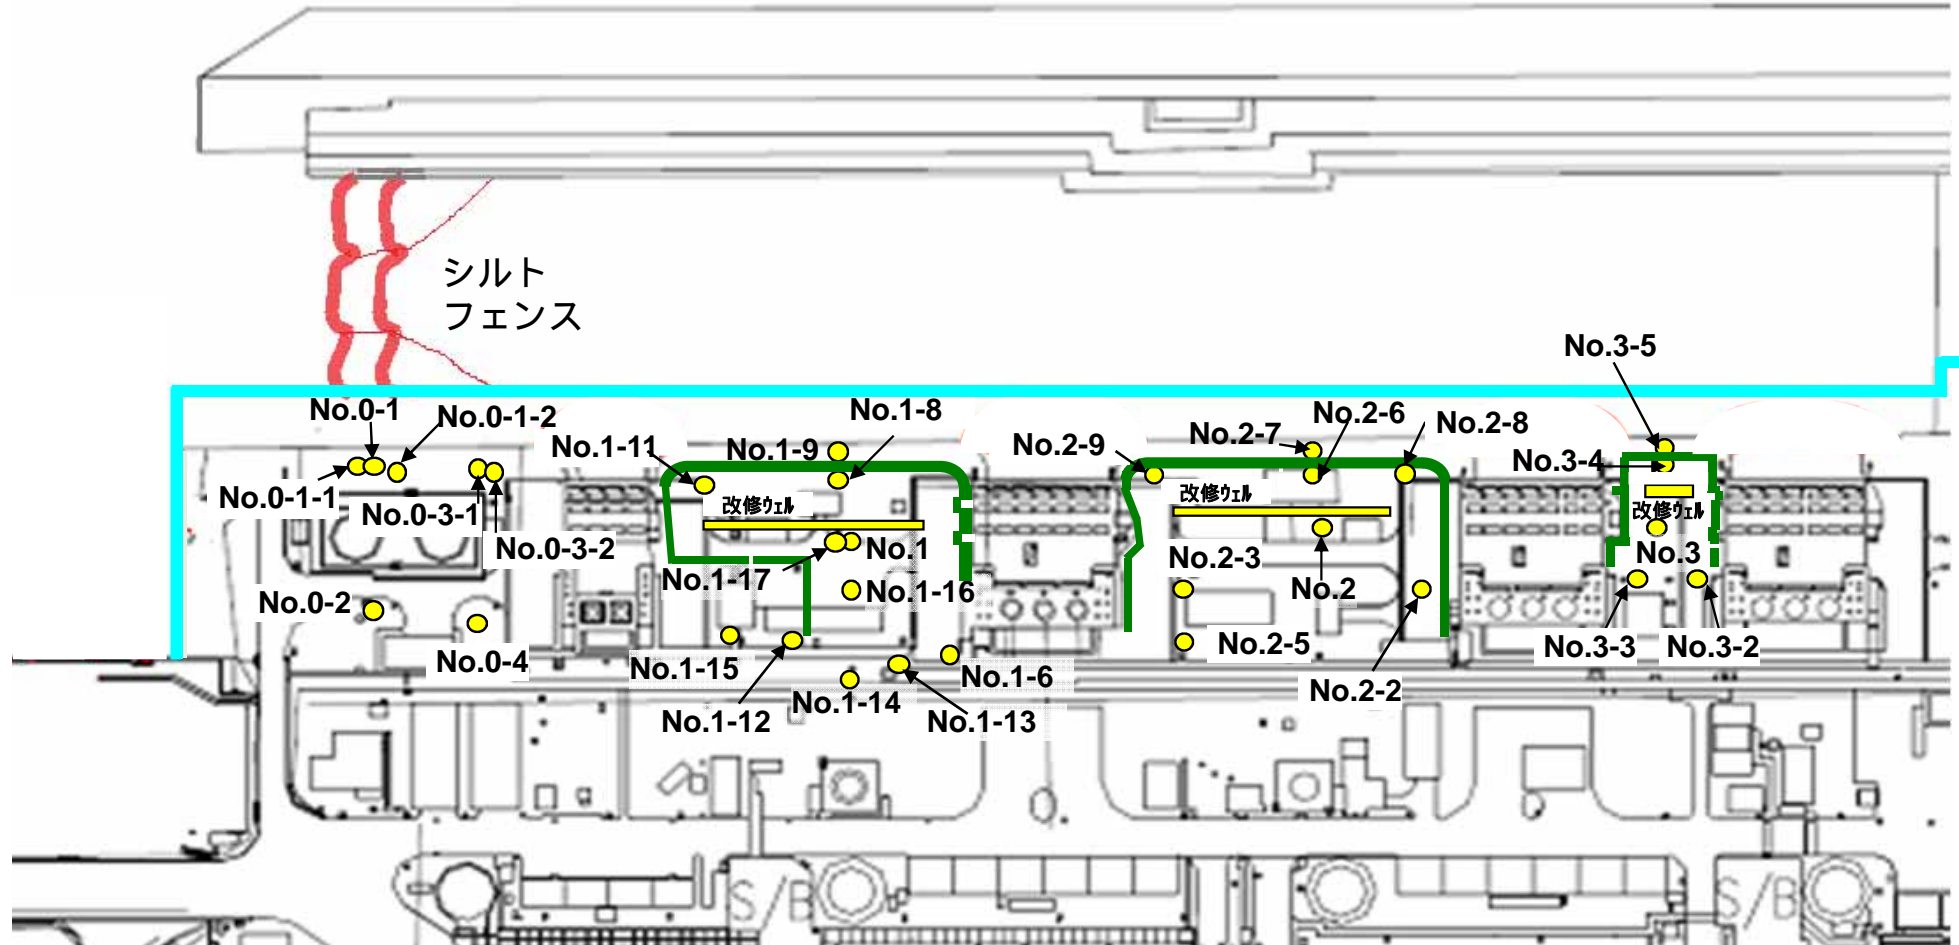 シルト
フェンス
No.3-5
No.0-1
No.0-1-2
No.1-8
No.2-6
No.2-8
No.1-11
No.1-9
No.2-9
No.2-7
No.3-4
No.0-1-1
No.0-3-1
改修ｳｪﾙ
改修ｳｪﾙ
改修ｳｪﾙ
No.0-3-2
No.1
No.2-3
No.3
No.1-17
No.1-16
No.2
No.0-2
No.0-4
No.1-15
No.1-6
No.2-5
No.3-3
No.3-2
No.2-2
No.1-12
No.1-14
No.1-13
S/B
S/B